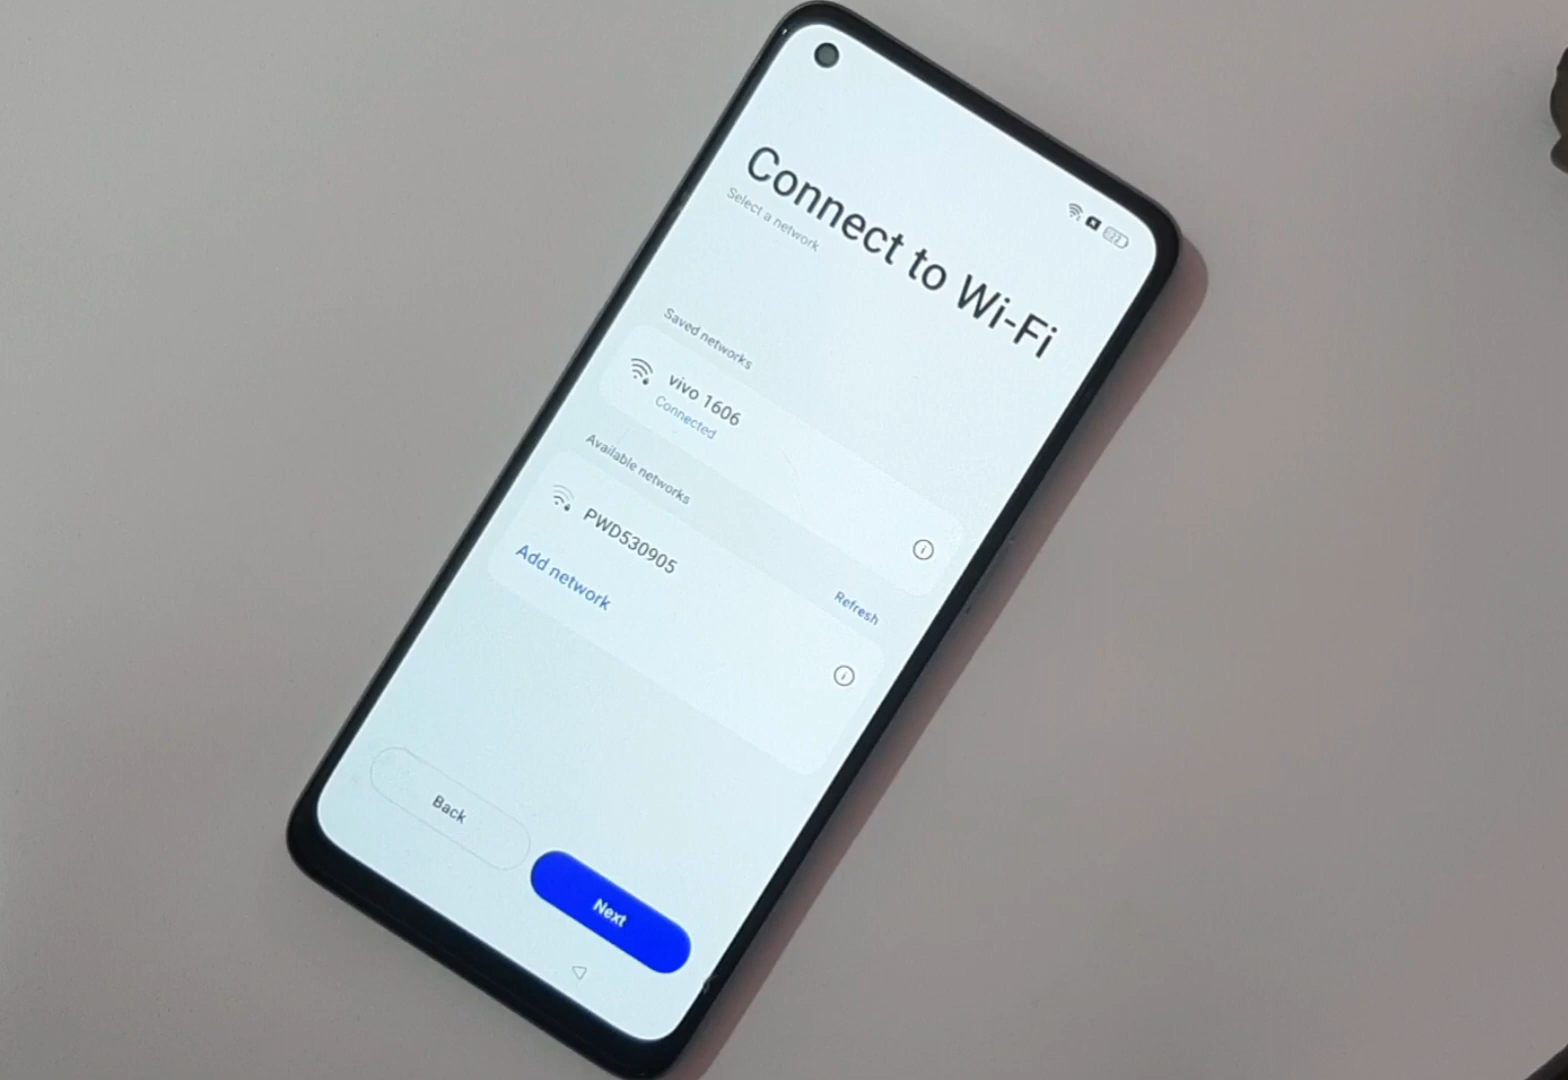 Connect to Wi-Fi
Select a network
Saved networks
vivo 1606
Connected
Available networks
Refresh
PWD530905
Add network
Back
Next